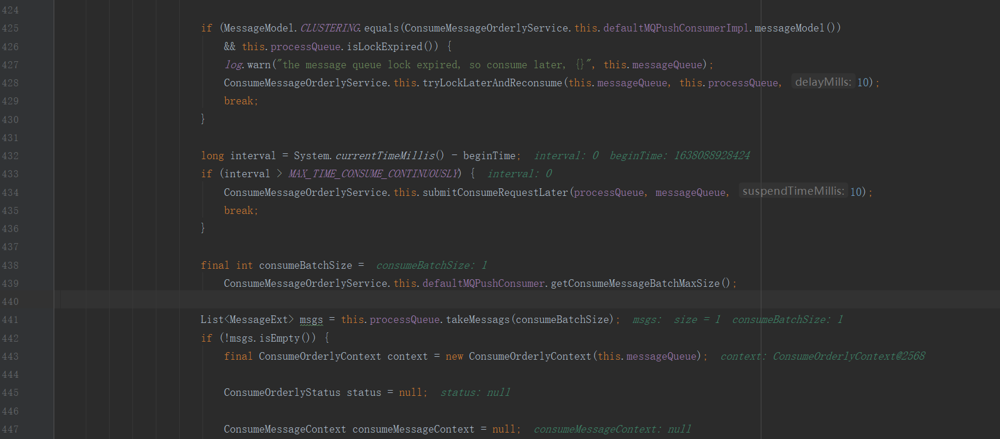 424
425 if (MessageModel.CLUSTERING.equals(ConsumeMessageOrderlyService.this.defaultMQPushConsumerImpl.messageModel())
426 && this.processQueue.isLockExpired()) {
427 log.warn("the message queue lock expired, so consume later, {}", this.messageQueue);
428 ConsumeMessageOrderlyService.this.tryLockLaterAndReconsume(this.messageQueue, this.processQueue, delayMills: 10);
429 break;
430 }
431
432 long interval = System.currentTimeMillis() - beginTime; interval: 0 beginTime: 1638088928424
433 if (interval > MAX_TIME_CONSUME_CONTINUOUSLY) { interval: 0
434 ConsumeMessageOrderlyService.this.submitConsumeRequestLater(processQueue, messageQueue, suspendTimeMillis: 10);
435 break;
436 }
437
438 final int consumeBatchSize = consumeBatchSize: 1
439 ConsumeMessageOrderlyService.this.defaultMQPushConsumer.getConsumeMessageBatchMaxSize();
440
441 List<MessageExt> msgs = this.processQueue.takeMessags(consumeBatchSize); msgs: size = 1 consumeBatchSize: 1
442 if (!msgs.isEmpty()) {
443 final ConsumeOrderlyContext context = new ConsumeOrderlyContext(this.messageQueue); context: ConsumeOrderlyContext@2568
444
445 ConsumeOrderlyStatus status = null; status: null
446
447 ConsumeMessageContext consumeMessageContext = null; consumeMessageContext: null